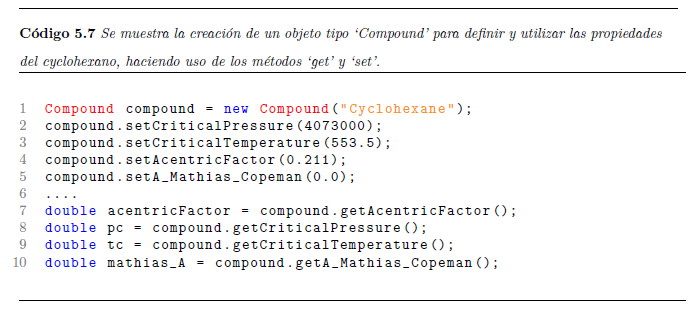 Código 5.7 Se muestra la creación de un objeto tipo ‘Compound’ para definir y utilizar las propiedades
del cyclohexano, haciendo uso de los métodos ‘get’ y ‘set’.
1 Compound compound = new Compound("Cyclohexane");
2 compound.setCriticalPressure(4073000);
3 compound.setCriticalTemperature(553.5);
4 compound.setAcentricFactor(0.211);
5 compound.setA_Mathias_Copeman(0.0);
6 ....
7 double acentricFactor = compound.getAcentricFactor();
8 double pc = compound.getCriticalPressure();
9 double tc = compound.getCriticalTemperature();
10 double mathias_A = compound.getA_Mathias_Copeman();